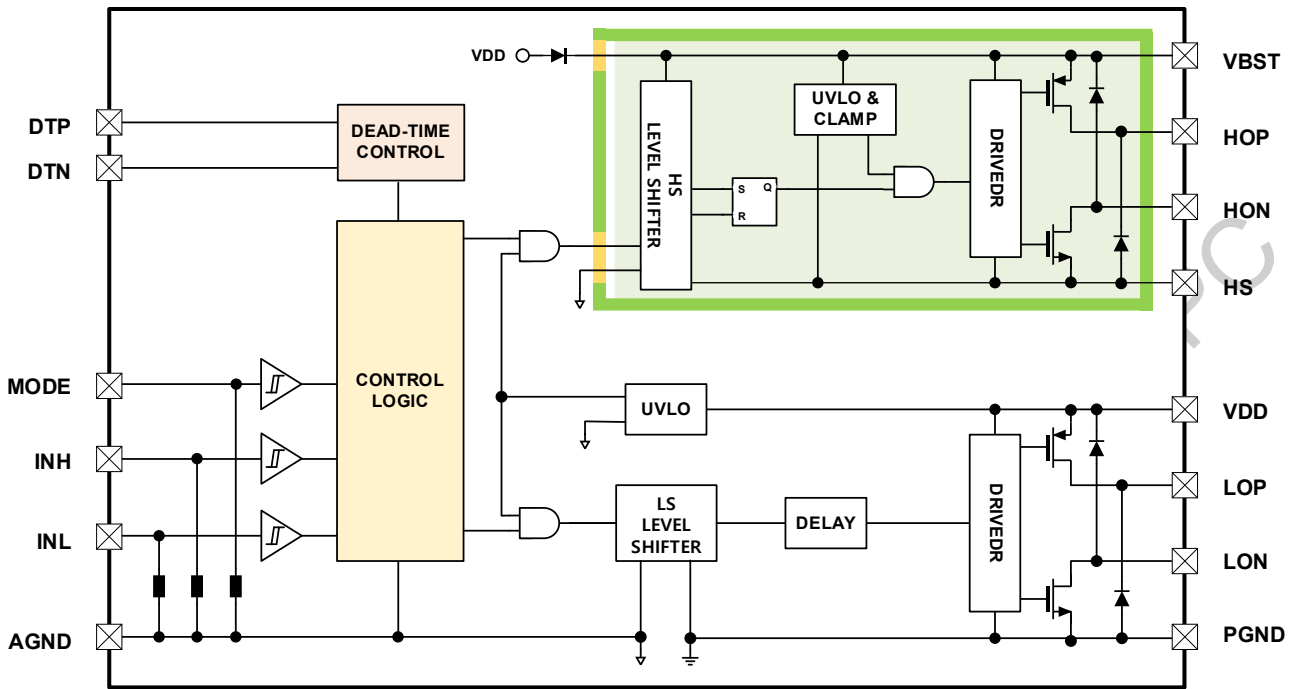 VDD
VBST
DTP
DEAD-TIME
CONTROL
UVLO &
CLAMP
HOP
DTN
HS
LEVEL SHIFTER
S
Q
R
DRIVEDR
HON
HS
MODE
CONTROL
LOGIC
UVLO
VDD
INH
LOP
INL
LS
LEVEL
SHIFTER
DELAY
DRIVEDR
LON
AGND
PGND